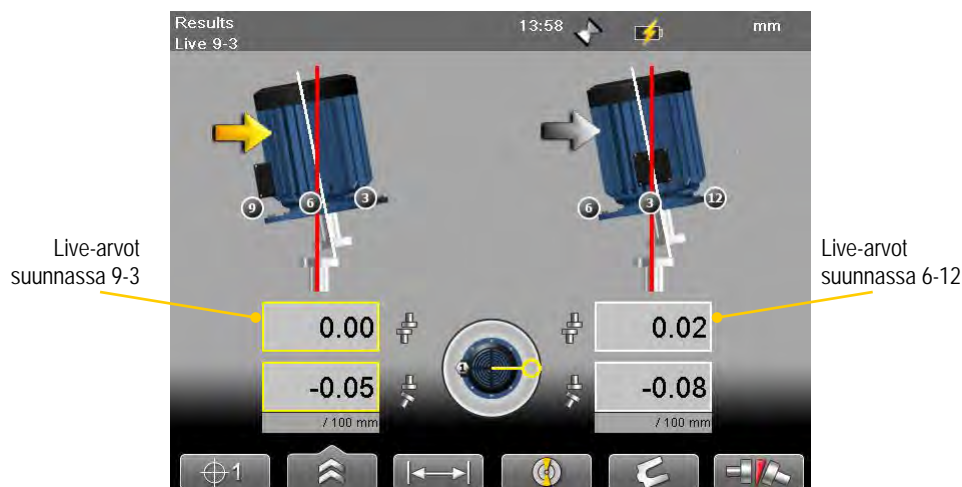 Results
Live 9-3
13:58
mm
9
6
3
6
3
12
Live-arvot
suunnassa 9-3
Live-arvot
suunnassa 6-12
0.00
0.02
1
-0.05
-0.08
/ 100 mm
/ 100 mm
1